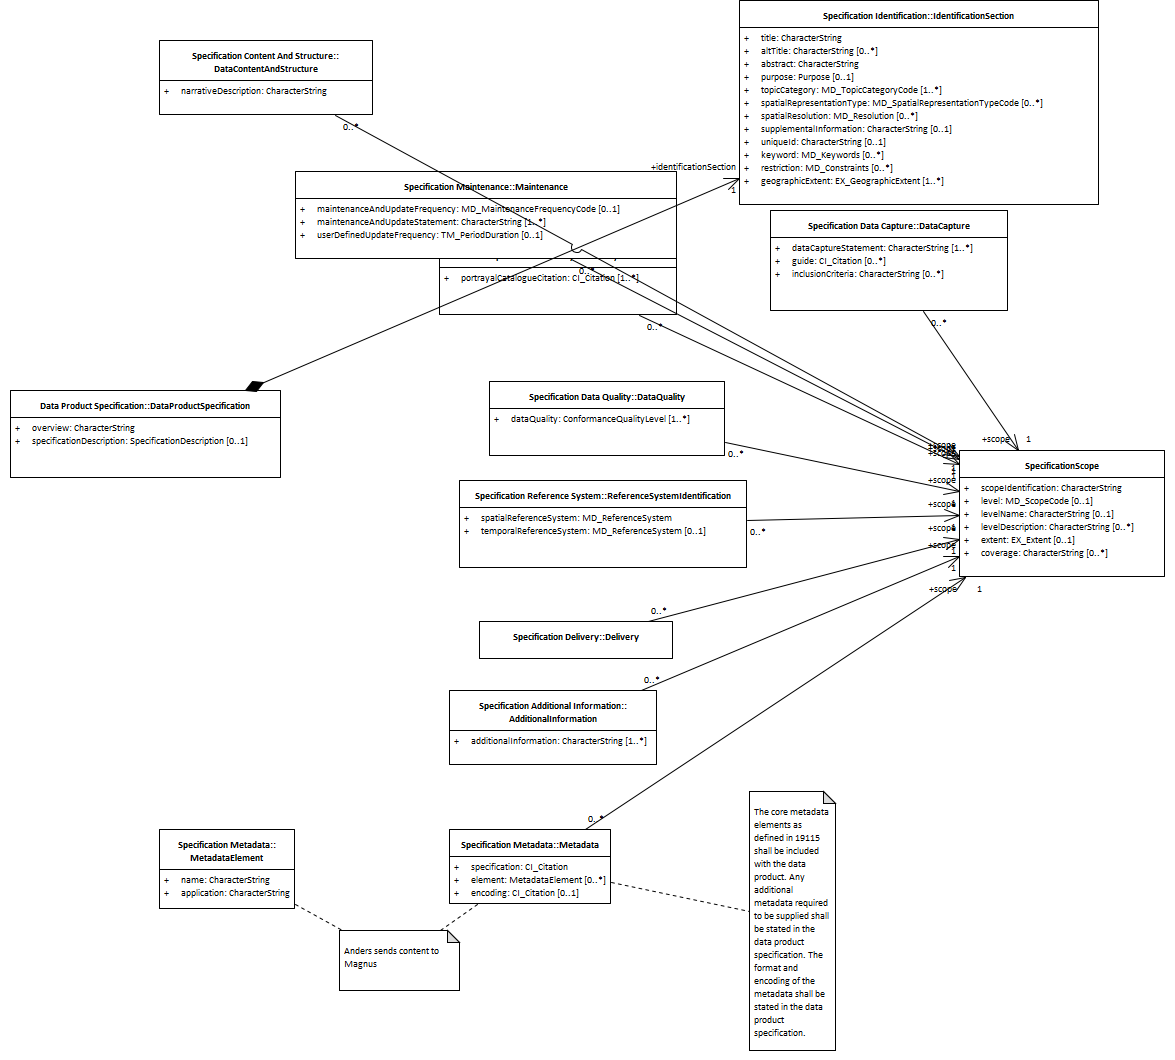 Specification Identification::IdentificationSection
+ title: CharacterString
+ altTitle: CharacterString [0..*]
+ abstract: CharacterString
+ purpose: Purpose [0..1]
+ topicCategory: MD_TopicCategoryCode [1..*]
+ spatialRepresentationType: MD_SpatialRepresentationTypeCode [0..*]
+ spatialResolution: MD_Resolution [0..*]
+ supplementalInformation: CharacterString [0..1]
+ uniqueId: CharacterString [0..1]
+ keyword: MD_Keywords [0..*]
+ restriction: MD_Constraints [0..*]
+ geographicExtent: EX_GeographicExtent [1..*]
Specification Content And Structure::
DataContentAndStructure
+ narrativeDescription: CharacterString
0..*
+identificationSection
1
Specification Maintenance::Maintenance
+ maintenanceAndUpdateFrequency: MD_MaintenanceFrequencyCode [0..1]
+ maintenanceAndUpdateStatement: CharacterString [1..*]
+ userDefinedUpdateFrequency: TM_PeriodDuration [0..1]
0..*
+ portrayalCatalogueCitation: CI_Citation [1..*]
0..*
Specification Data Capture::DataCapture
+ dataCaptureStatement: CharacterString [1..*]
+ guide: CI_Citation [0..*]
+ inclusionCriteria: CharacterString [0..*]
0..*
+scope 1
Data Product Specification::DataProductSpecification
+ overview: CharacterString
+ specificationDescription: SpecificationDescription [0..1]
Specification Data Quality::DataQuality
+ dataQuality: ConformanceQualityLevel [1..*]
0..*
+scope
SpecificationScope
+ scopeIdentification: CharacterString
+ level: MD_ScopeCode [0..1]
+ levelName: CharacterString [0..1]
+ levelDescription: CharacterString [0..*]
+ extent: EX_Extent [0..1]
+ coverage: CharacterString [0..*]
+scope
+scope
+scope
+scope
1
+scope 1
Specification Reference System::ReferenceSystemIdentification
+ spatialReferenceSystem: MD_ReferenceSystem
+ temporalReferenceSystem: MD_ReferenceSystem [0..1]
0..*
0..*
Specification Delivery::Delivery
0..*
Specification Additional Information::
AdditionalInformation
+ additionalInformation: CharacterString [1..*]
0..*
Specification Metadata::
MetadataElement
+ name: CharacterString
+ application: CharacterString
Specification Metadata::Metadata
+ specification: CI_Citation
+ element: MetadataElement [0..*]
+ encoding: CI_Citation [0..1]
Anders sends content to
Magnus
The core metadata
elements as
defined in 19115
shall be included
with the data
product. Any
additional
metadata required
to be supplied shall
be stated in the
data product
specification. The
format and
encoding of the
metadata shall be
stated in the data
product
specification.